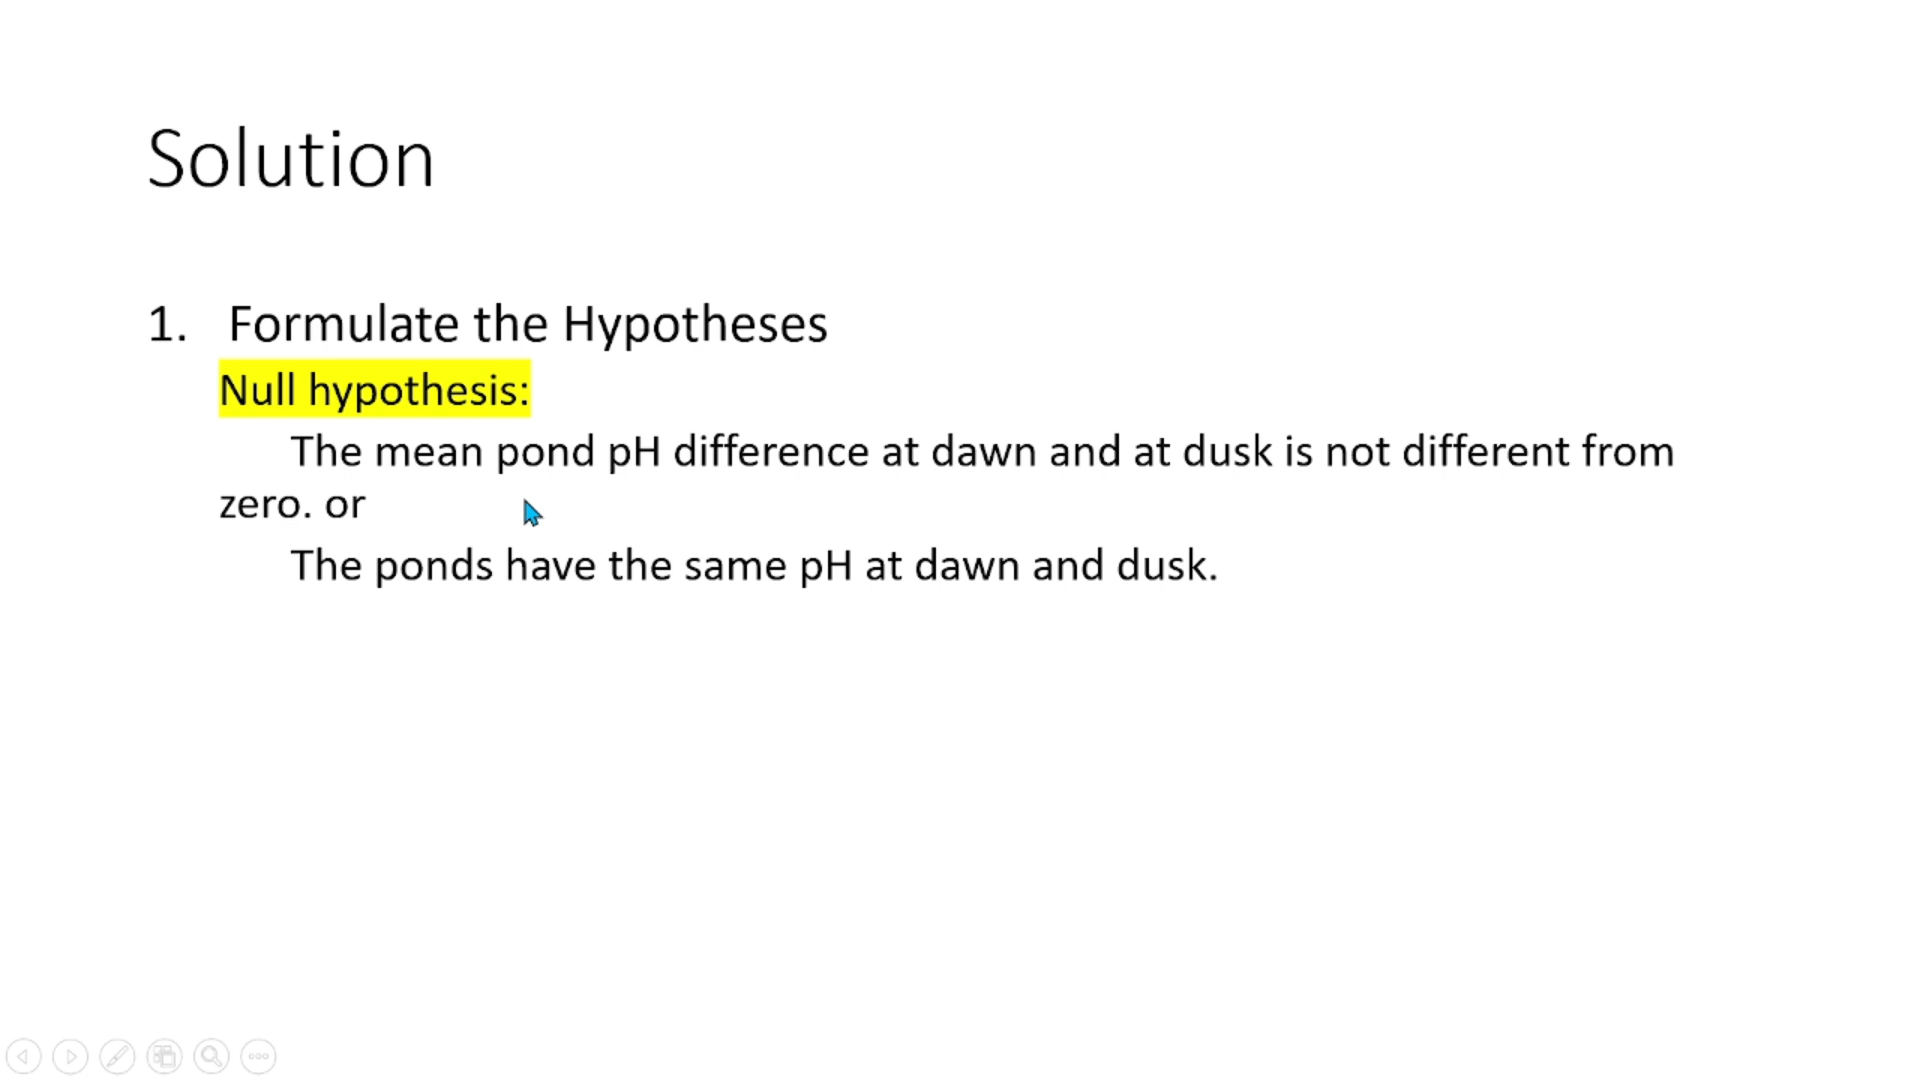 Solution
1. Formulate the Hypotheses
Null hypothesis:
The mean pond pH difference at dawn and at dusk is not different from
zero. or
The ponds have the same pH at dawn and dusk.